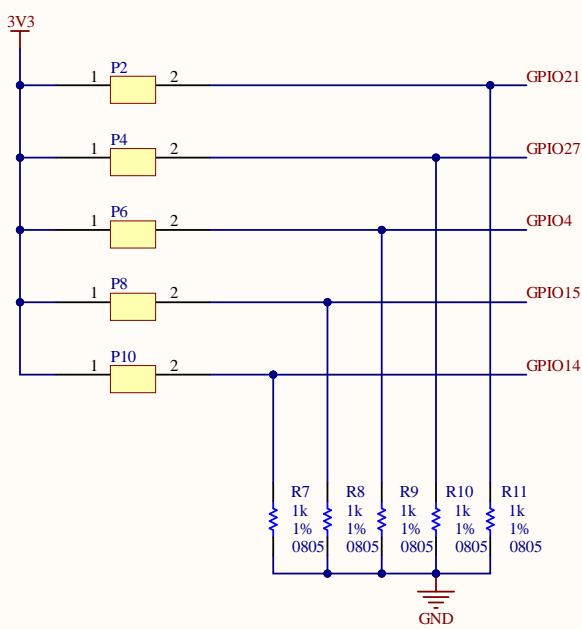 3V3
P2
1 2 GPIO21
P4
1 2 GPIO27
P6
1 2 GPIO4
P8
1 2 GPIO15
P10
1 2 GPIO14
R7 R8 R9 R10 R11
1k 1k 1k 1k 1k
1% 1% 1% 1% 1%
0805 0805 0805 0805 0805
GND